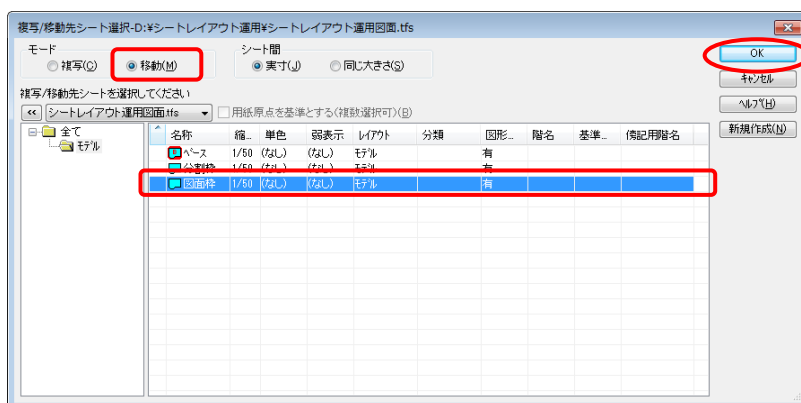 複写/移動先シート選択-D:¥シートレイアウト運用¥シートレイアウト運用図面.tfs
モード
複写(C) 移動(M)
シート間
実寸(J) 同じ大きさ(S)
OK
キャンセル
ヘルプ(H)
新規作成(N)
複写/移動先シートを選択してください
<< シートレイアウト運用図面.tfs 用紙原点を基準とする(複数選択可)(B)
全て
モデル
名称 縮... 単色 弱表示 レイアウト 分類 図形... 階名 基準... 傍記用階名
ベース 1/50 (なし) (なし) モデル 有
分割枠 1/50 (なし) (なし) モデル 有
図面枠 1/50 (なし) (なし) モデル 有